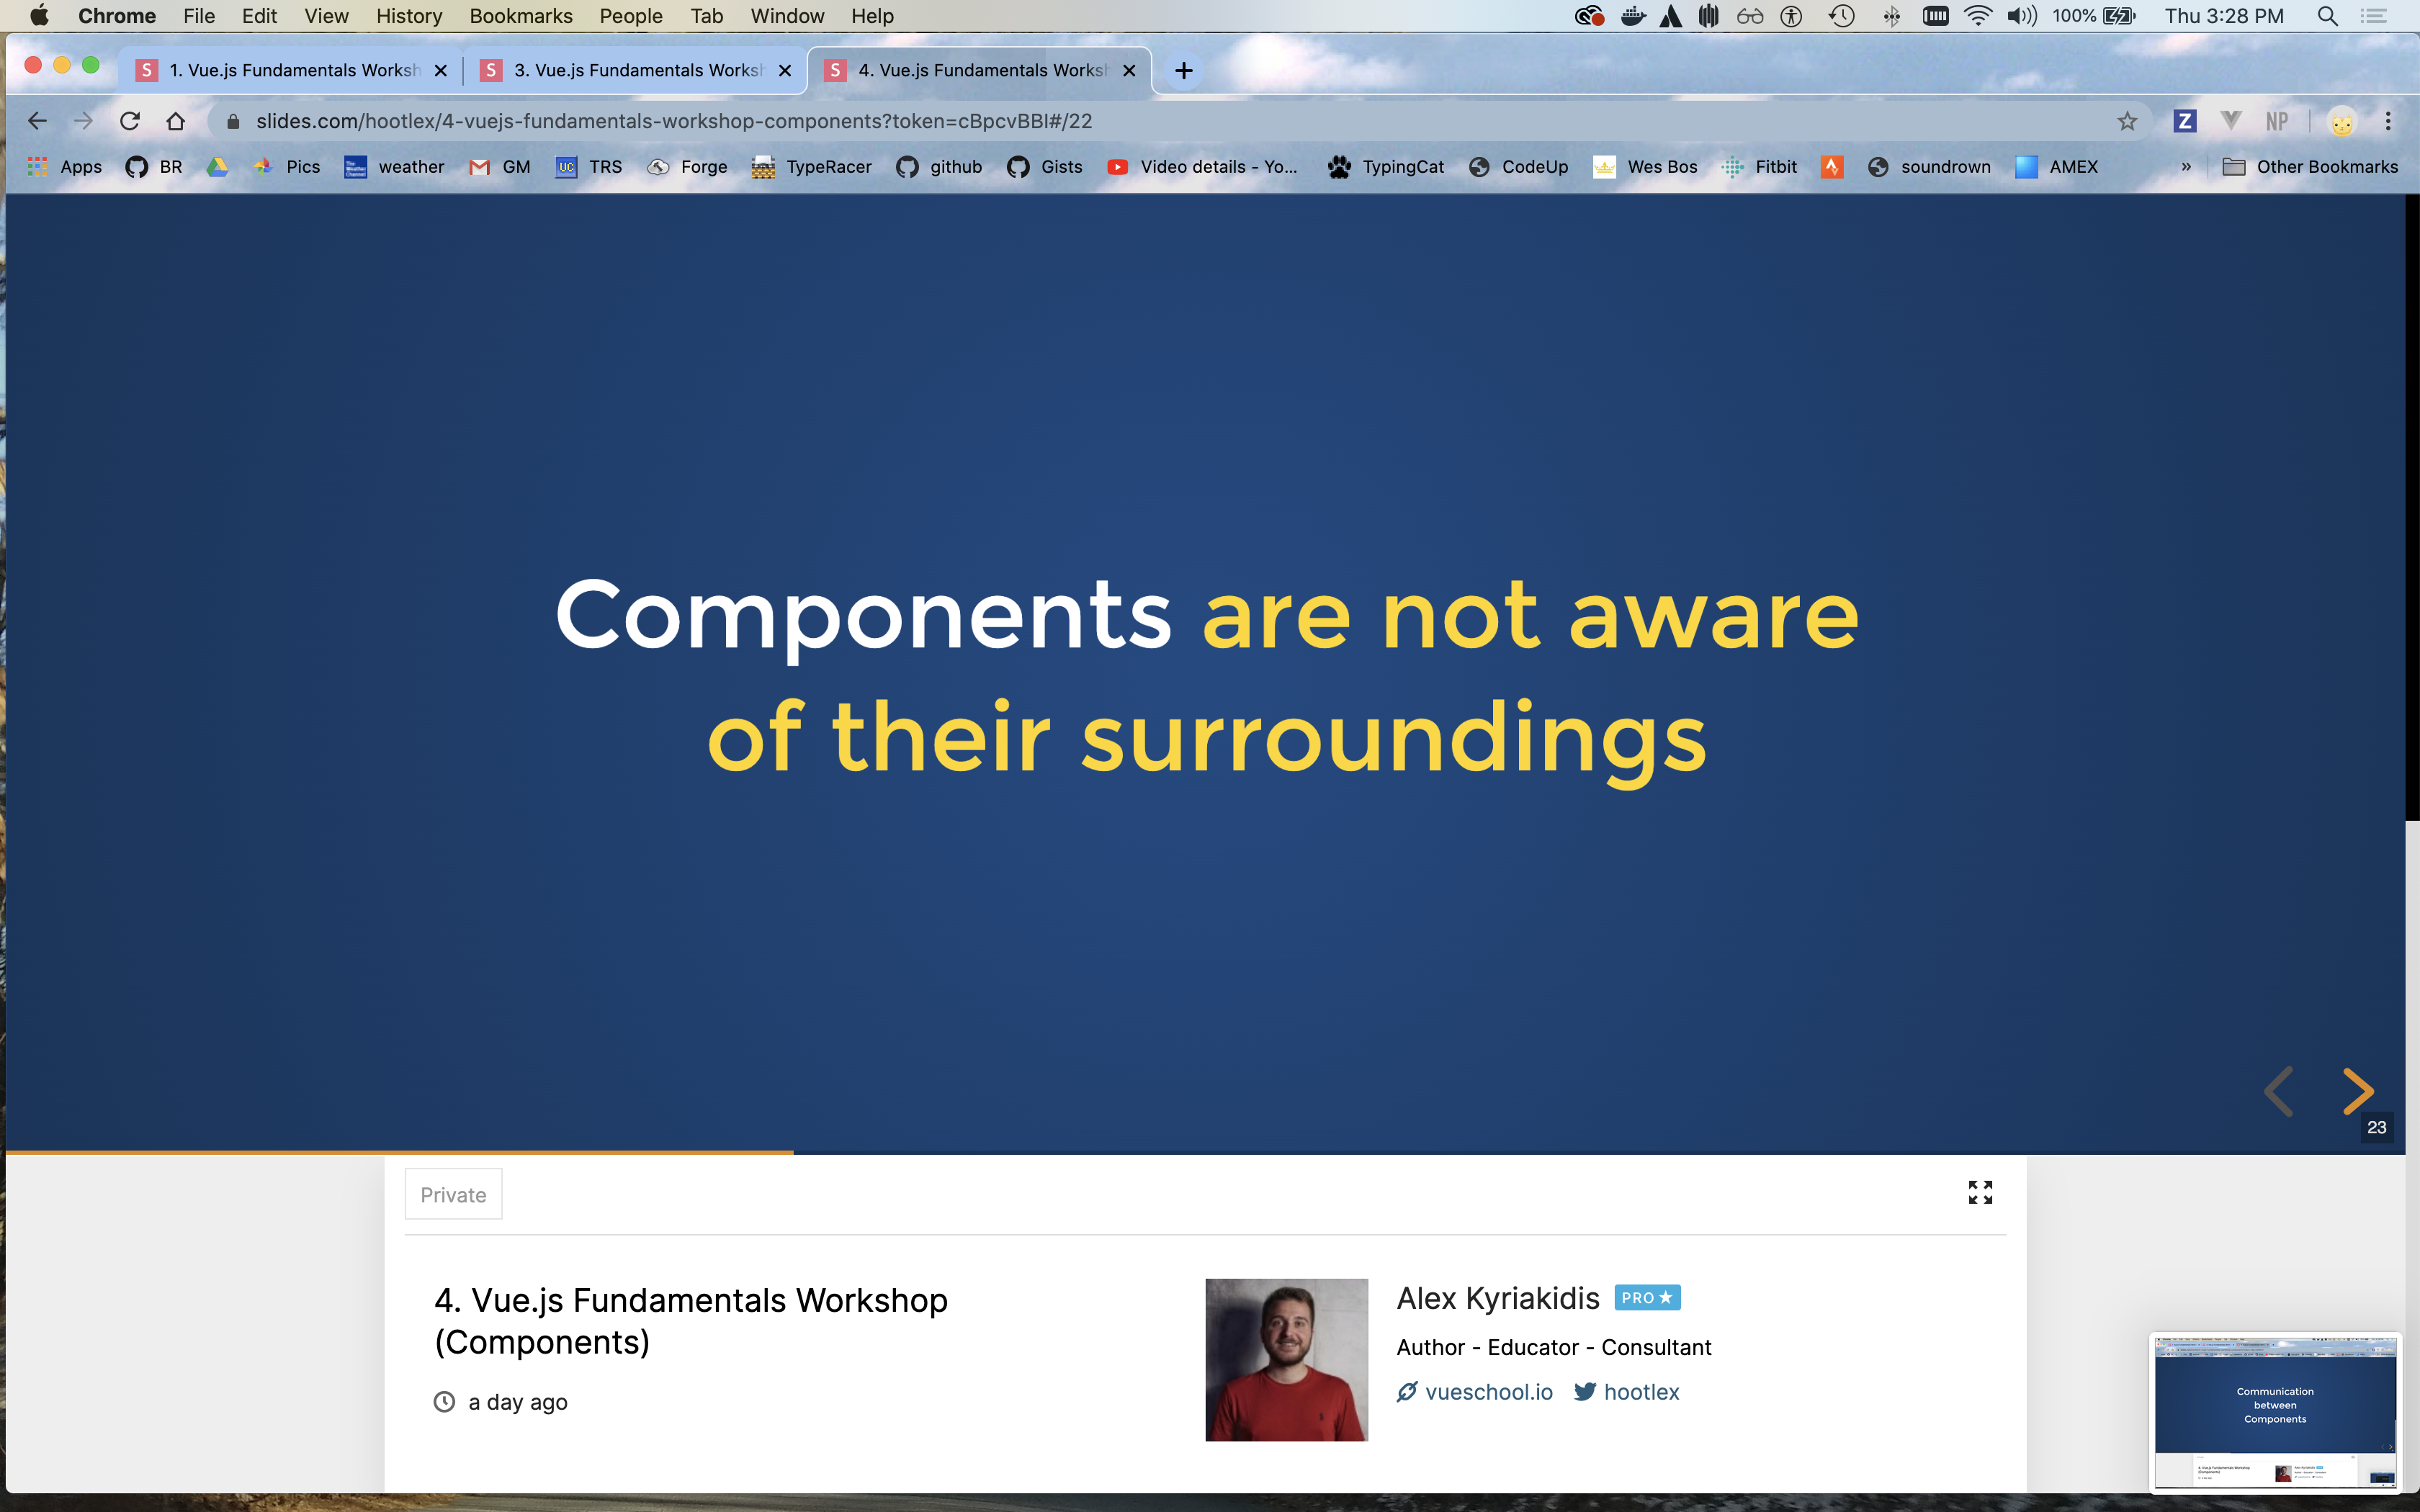 Chrome File Edit View History Bookmarks People Tab Window Help 100% Thu 3:28 PM
S 1. Vue.js Fundamentals Worksh S 3. Vue.js Fundamentals Worksh S 4. Vue.js Fundamentals Worksh
slides.com/hootlex/4-vuejs-fundamentals-workshop-components?token=cBpcvBBI#/22 Z NP
Apps BR Pics weather GM UC TRS Forge TypeRacer github Gists Video details - Yo... TypingCat CodeUp Wes Bos Fitbit soundrown AMEX » Other Bookmarks
Components are not aware
of their surroundings
23
Private
4. Vue.js Fundamentals Workshop
(Components)
a day ago
Alex Kyriakidis PRO
Author - Educator - Consultant
vueschool.io hootlex
Communication
between
Components